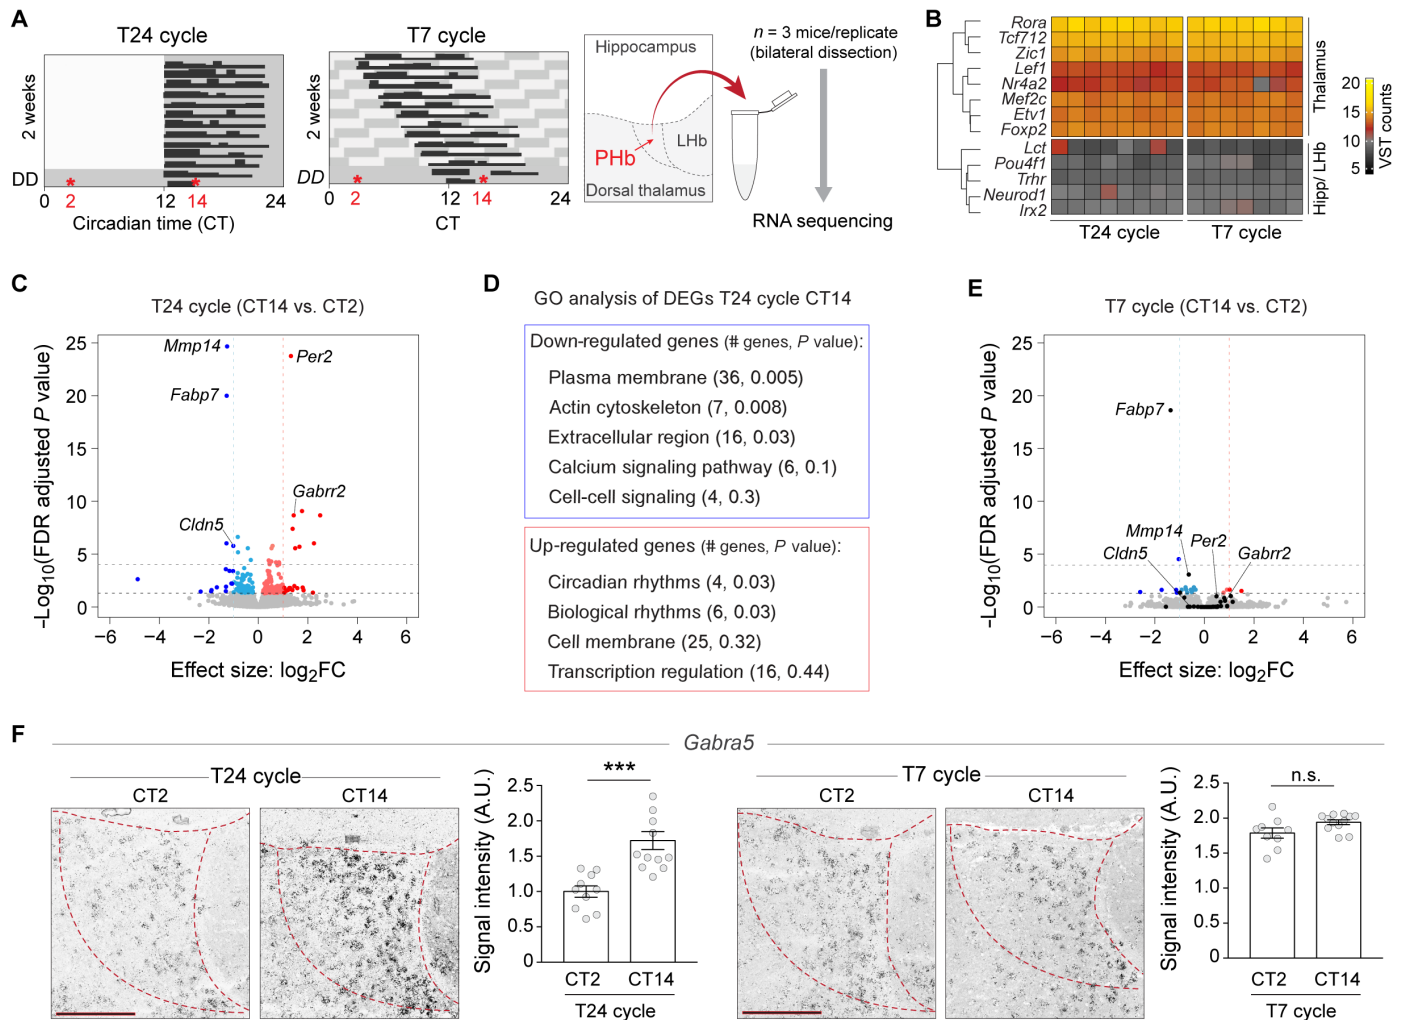 A
T24 cycle
2 weeks
DD
0
2
12
14
24
Circadian time (CT)
T7 cycle
2 weeks
DD
0
2
12
14
24
CT
Hippocampus
PHb
LHb
Dorsal thalamus
n = 3 mice/replicate
(bilateral dissection)
RNA sequencing
B
Rora
Tcf712
Zic1
Lef1
Nr4a2
Mef2c
Etv1
Foxp2
Lct
Pou4f1
Trhr
Neurod1
Irx2
T24 cycle
T7 cycle
Thalamus
Hipp/ LHb
20
15
10
5
VST counts
C
T24 cycle (CT14 vs. CT2)
−Log10(FDR adjusted P value)
25
20
15
10
5
0
Mmp14
Per2
Fabp7
Gabrr2
Cldn5
−6
−4
−2
0
2
4
6
Effect size: log2FC
D
GO analysis of DEGs T24 cycle CT14
Down-regulated genes (# genes, P value):
Plasma membrane (36, 0.005)
Actin cytoskeleton (7, 0.008)
Extracellular region (16, 0.03)
Calcium signaling pathway (6, 0.1)
Cell-cell signaling (4, 0.3)
Up-regulated genes (# genes, P value):
Circadian rhythms (4, 0.03)
Biological rhythms (6, 0.03)
Cell membrane (25, 0.32)
Transcription regulation (16, 0.44)
E
T7 cycle (CT14 vs. CT2)
−Log10(FDR adjusted P value)
25
20
15
10
5
0
Fabp7
Mmp14
Cldn5
Per2
Gabrr2
−6
−4
−2
0
2
4
6
Effect size: log2FC
F
Gabra5
T24 cycle
CT2
CT14
Signal intensity (A.U.)
2.5
2.0
1.5
1.0
0.5
0
***
CT2
CT14
T24 cycle
T7 cycle
CT2
CT14
Signal intensity (A.U.)
2.5
2.0
1.5
1.0
0.5
0
n.s.
CT2
CT14
T7 cycle